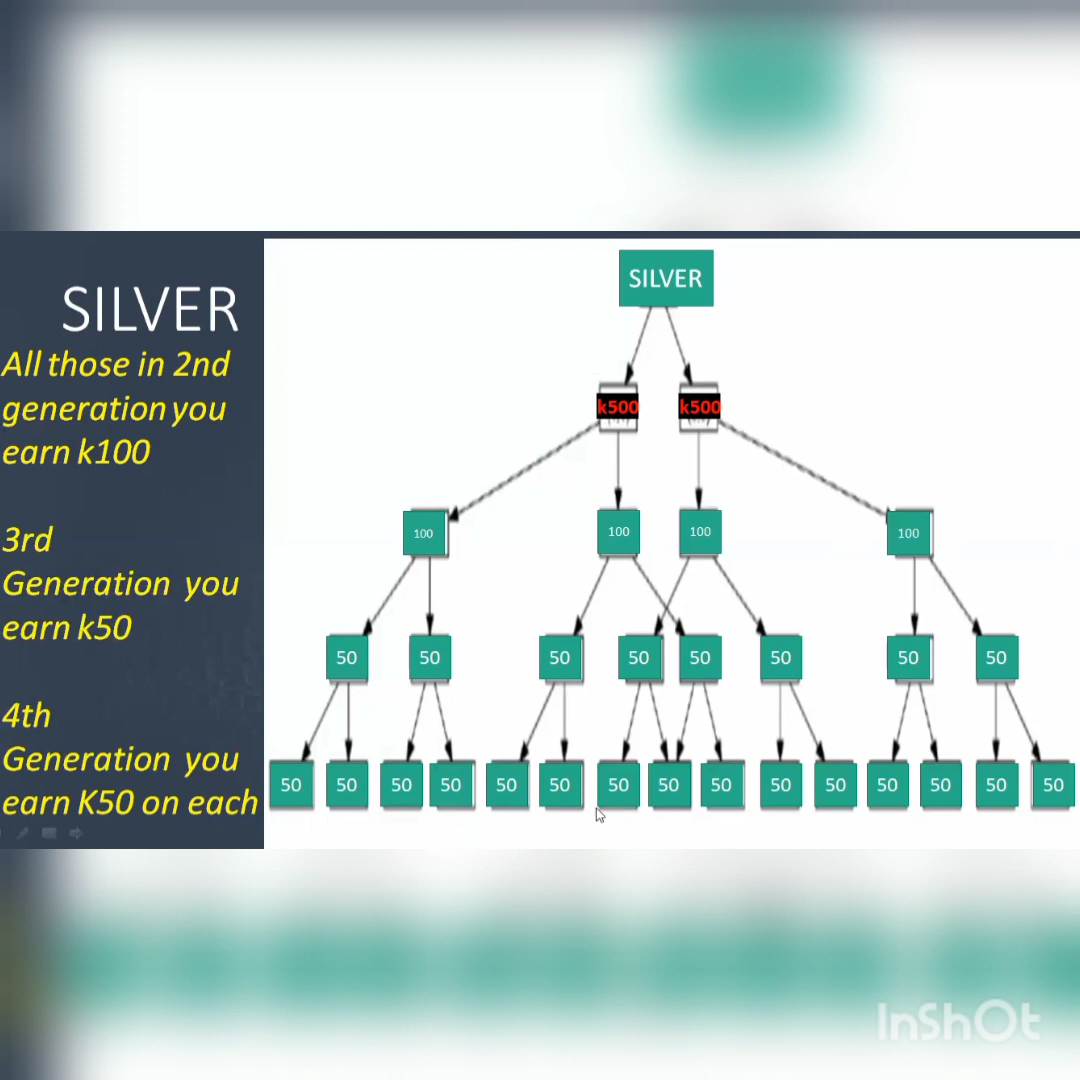 SILVER
All those in 2nd
generation you
earn k100
3rd
Generation you
earn k50
4th
Generation you
earn K50 on each
SILVER
k500 k500
100 100 100 100
50 50 50 50 50 50 50 50
50 50 50 50 50 50 50 50 50 50 50 50 50 50 50
InShOt